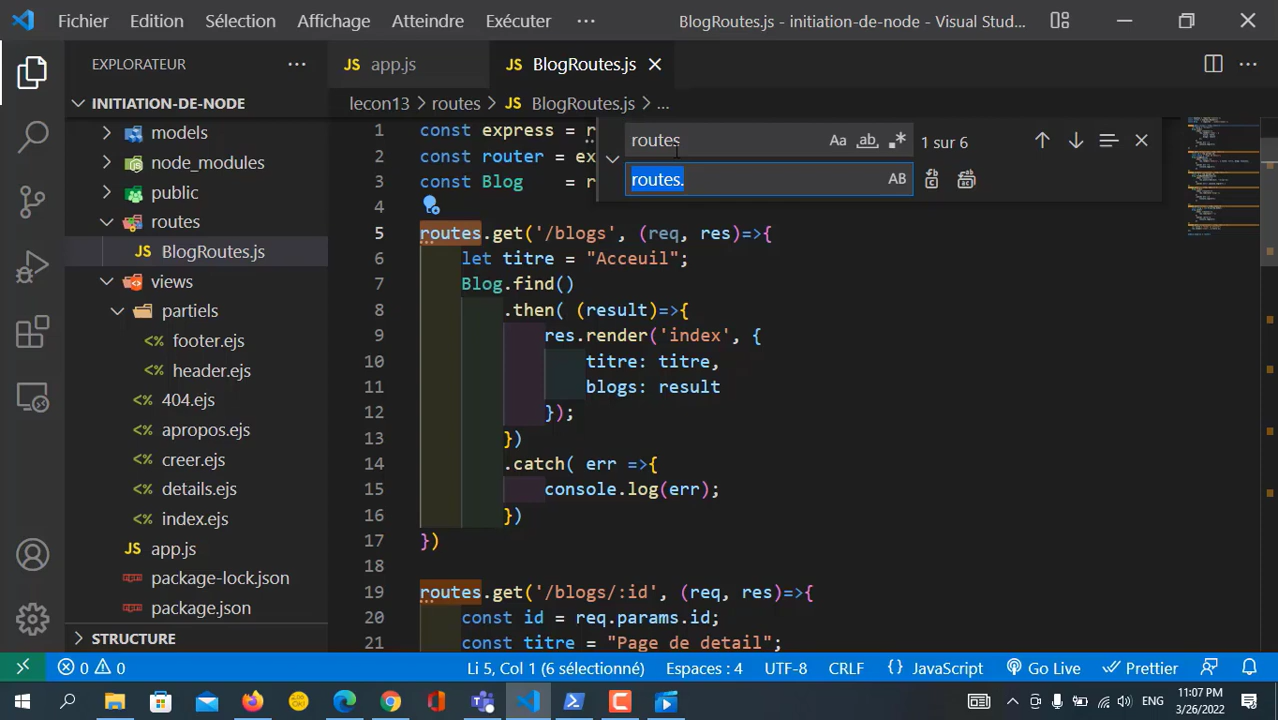 Fichier Edition Sélection Affichage Atteindre Exécuter ··· BlogRoutes.js - initiation-de-node - Visual Stud...
EXPLORATEUR ···
JS app.js JS BlogRoutes.js
lecon13 > routes > JS BlogRoutes.js > ...
INITIATION-DE-NODE
models
node_modules
public
routes
JS BlogRoutes.js
views
partiels
<%> footer.ejs
<%> header.ejs
<%> 404.ejs
<%> apropos.ejs
<%> creer.ejs
<%> details.ejs
<%> index.ejs
JS app.js
package-lock.json
package.json
STRUCTURE
routes Aa ab 1 sur 6
routes. AB
1 const express = r
2 const router = ex
3 const Blog = r
4
5 routes.get('/blogs', (req, res)=>{
6 let titre = "Acceuil";
7 Blog.find()
8 .then( (result)=>{
9 res.render('index', {
10 titre: titre,
11 blogs: result
12 });
13 })
14 .catch( err =>{
15 console.log(err);
16 })
17 })
18
19 routes.get('/blogs/:id', (req, res)=>{
20 const id = req.params.id;
21 const titre = "Page de detail";
0 0 Li 5, Col 1 (6 sélectionné) Espaces : 4 UTF-8 CRLF {} JavaScript Go Live Prettier
ENG 11:07 PM
3/26/2022